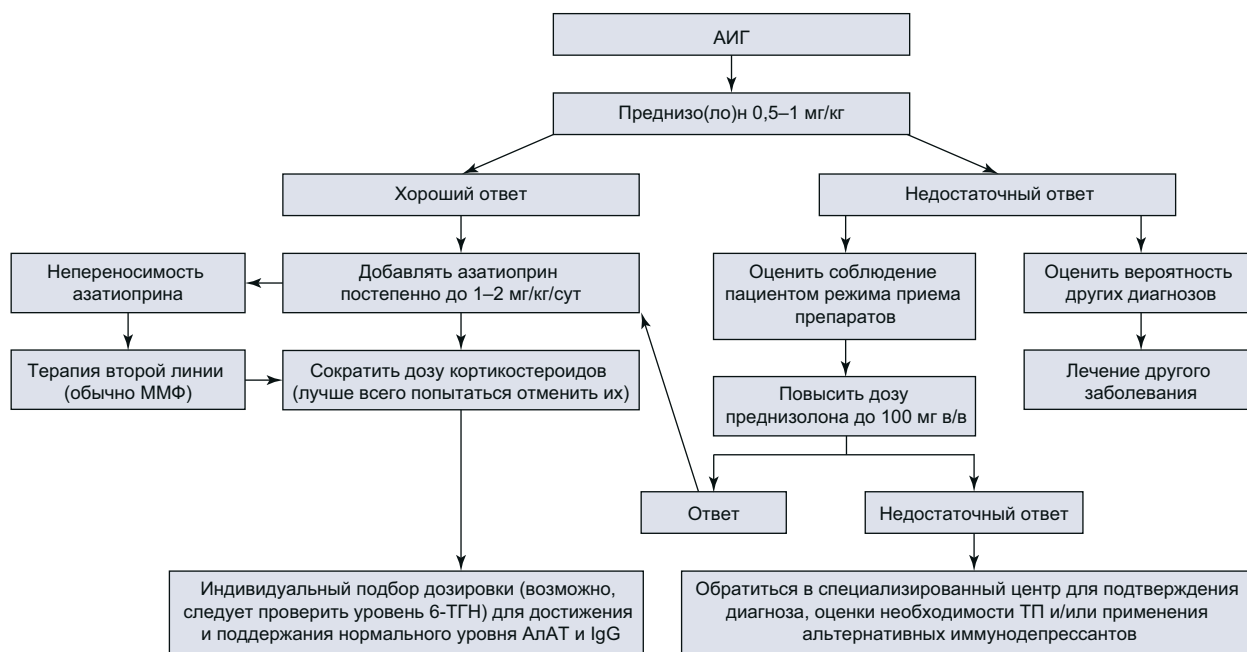 АИГ
Преднизо(ло)н 0,5–1 мг/кг
Хороший ответ
Недостаточный ответ
Непереносимость
азатиоприна
Добавлять азатиоприн
постепенно до 1–2 мг/кг/сут
Оценить соблюдение
пациентом режима приема
препаратов
Оценить вероятность
других диагнозов
Терапия второй линии
(обычно ММФ)
Сократить дозу кортикостероидов
(лучше всего попытаться отменить их)
Лечение другого
заболевания
Повысить дозу
преднизолона до 100 мг в/в
Ответ
Недостаточный ответ
Индивидуальный подбор дозировки (возможно,
следует проверить уровень 6-ТГН) для достижения
и поддержания нормального уровня АлАТ и IgG
Обратиться в специализированный центр для подтверждения
диагноза, оценки необходимости ТП и/или применения
альтернативных иммунодепрессантов